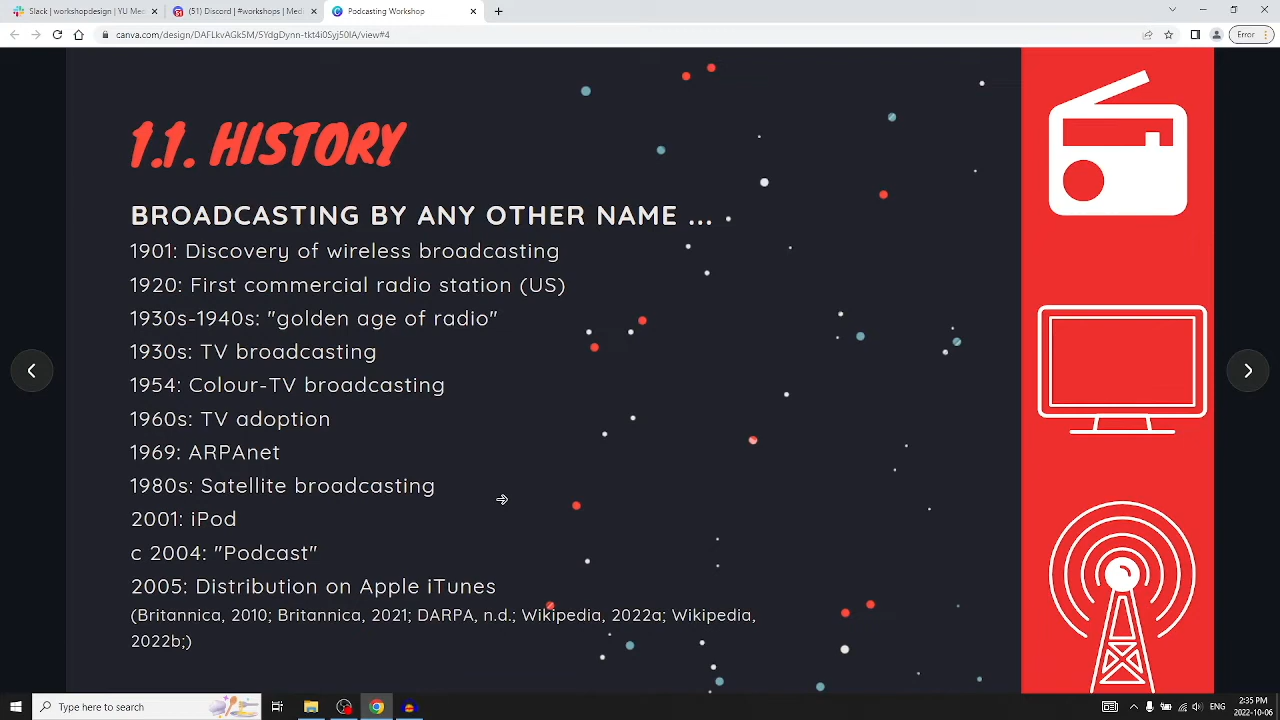 Slack | workshopdesign | YU Med
(51) Discord | #workshops | Medi
Podcasting Workshop
canva.com/design/DAFLkvAGk5M/5YdgDynn-tkt4i0Syj50IA/view#4
Error
1.1. HISTORY
BROADCASTING BY ANY OTHER NAME ...
1901: Discovery of wireless broadcasting
1920: First commercial radio station (US)
1930s-1940s: "golden age of radio"
1930s: TV broadcasting
1954: Colour-TV broadcasting
1960s: TV adoption
1969: ARPAnet
1980s: Satellite broadcasting
2001: iPod
c 2004: "Podcast"
2005: Distribution on Apple iTunes
(Britannica, 2010; Britannica, 2021; DARPA, n.d.; Wikipedia, 2022a; Wikipedia,
2022b;)
Type here to search
ENG
2:35 PM
2022-10-06